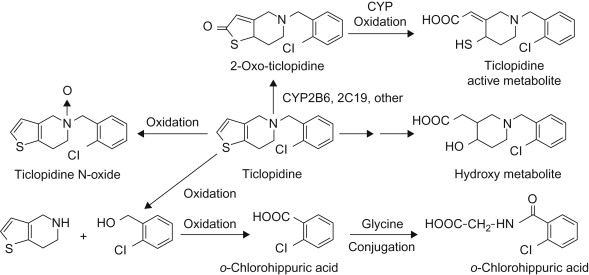 O
S
N
Cl
CYP
Oxidation
HOOC
HS
N
Cl
2-Oxo-ticlopidine
Ticlopidine
active metabolite
CYP2B6, 2C19, other
O
N
S
Cl
Oxidation
N
S
Cl
HOOC
HO
N
Cl
Ticlopidine N-oxide
Ticlopidine
Hydroxy metabolite
Oxidation
NH
S
+
HO
Cl
Oxidation
HOOC
Cl
Glycine
Conjugation
HOOC-CH2-HN
O
Cl
o-Chlorohippuric acid
o-Chlorohippuric acid